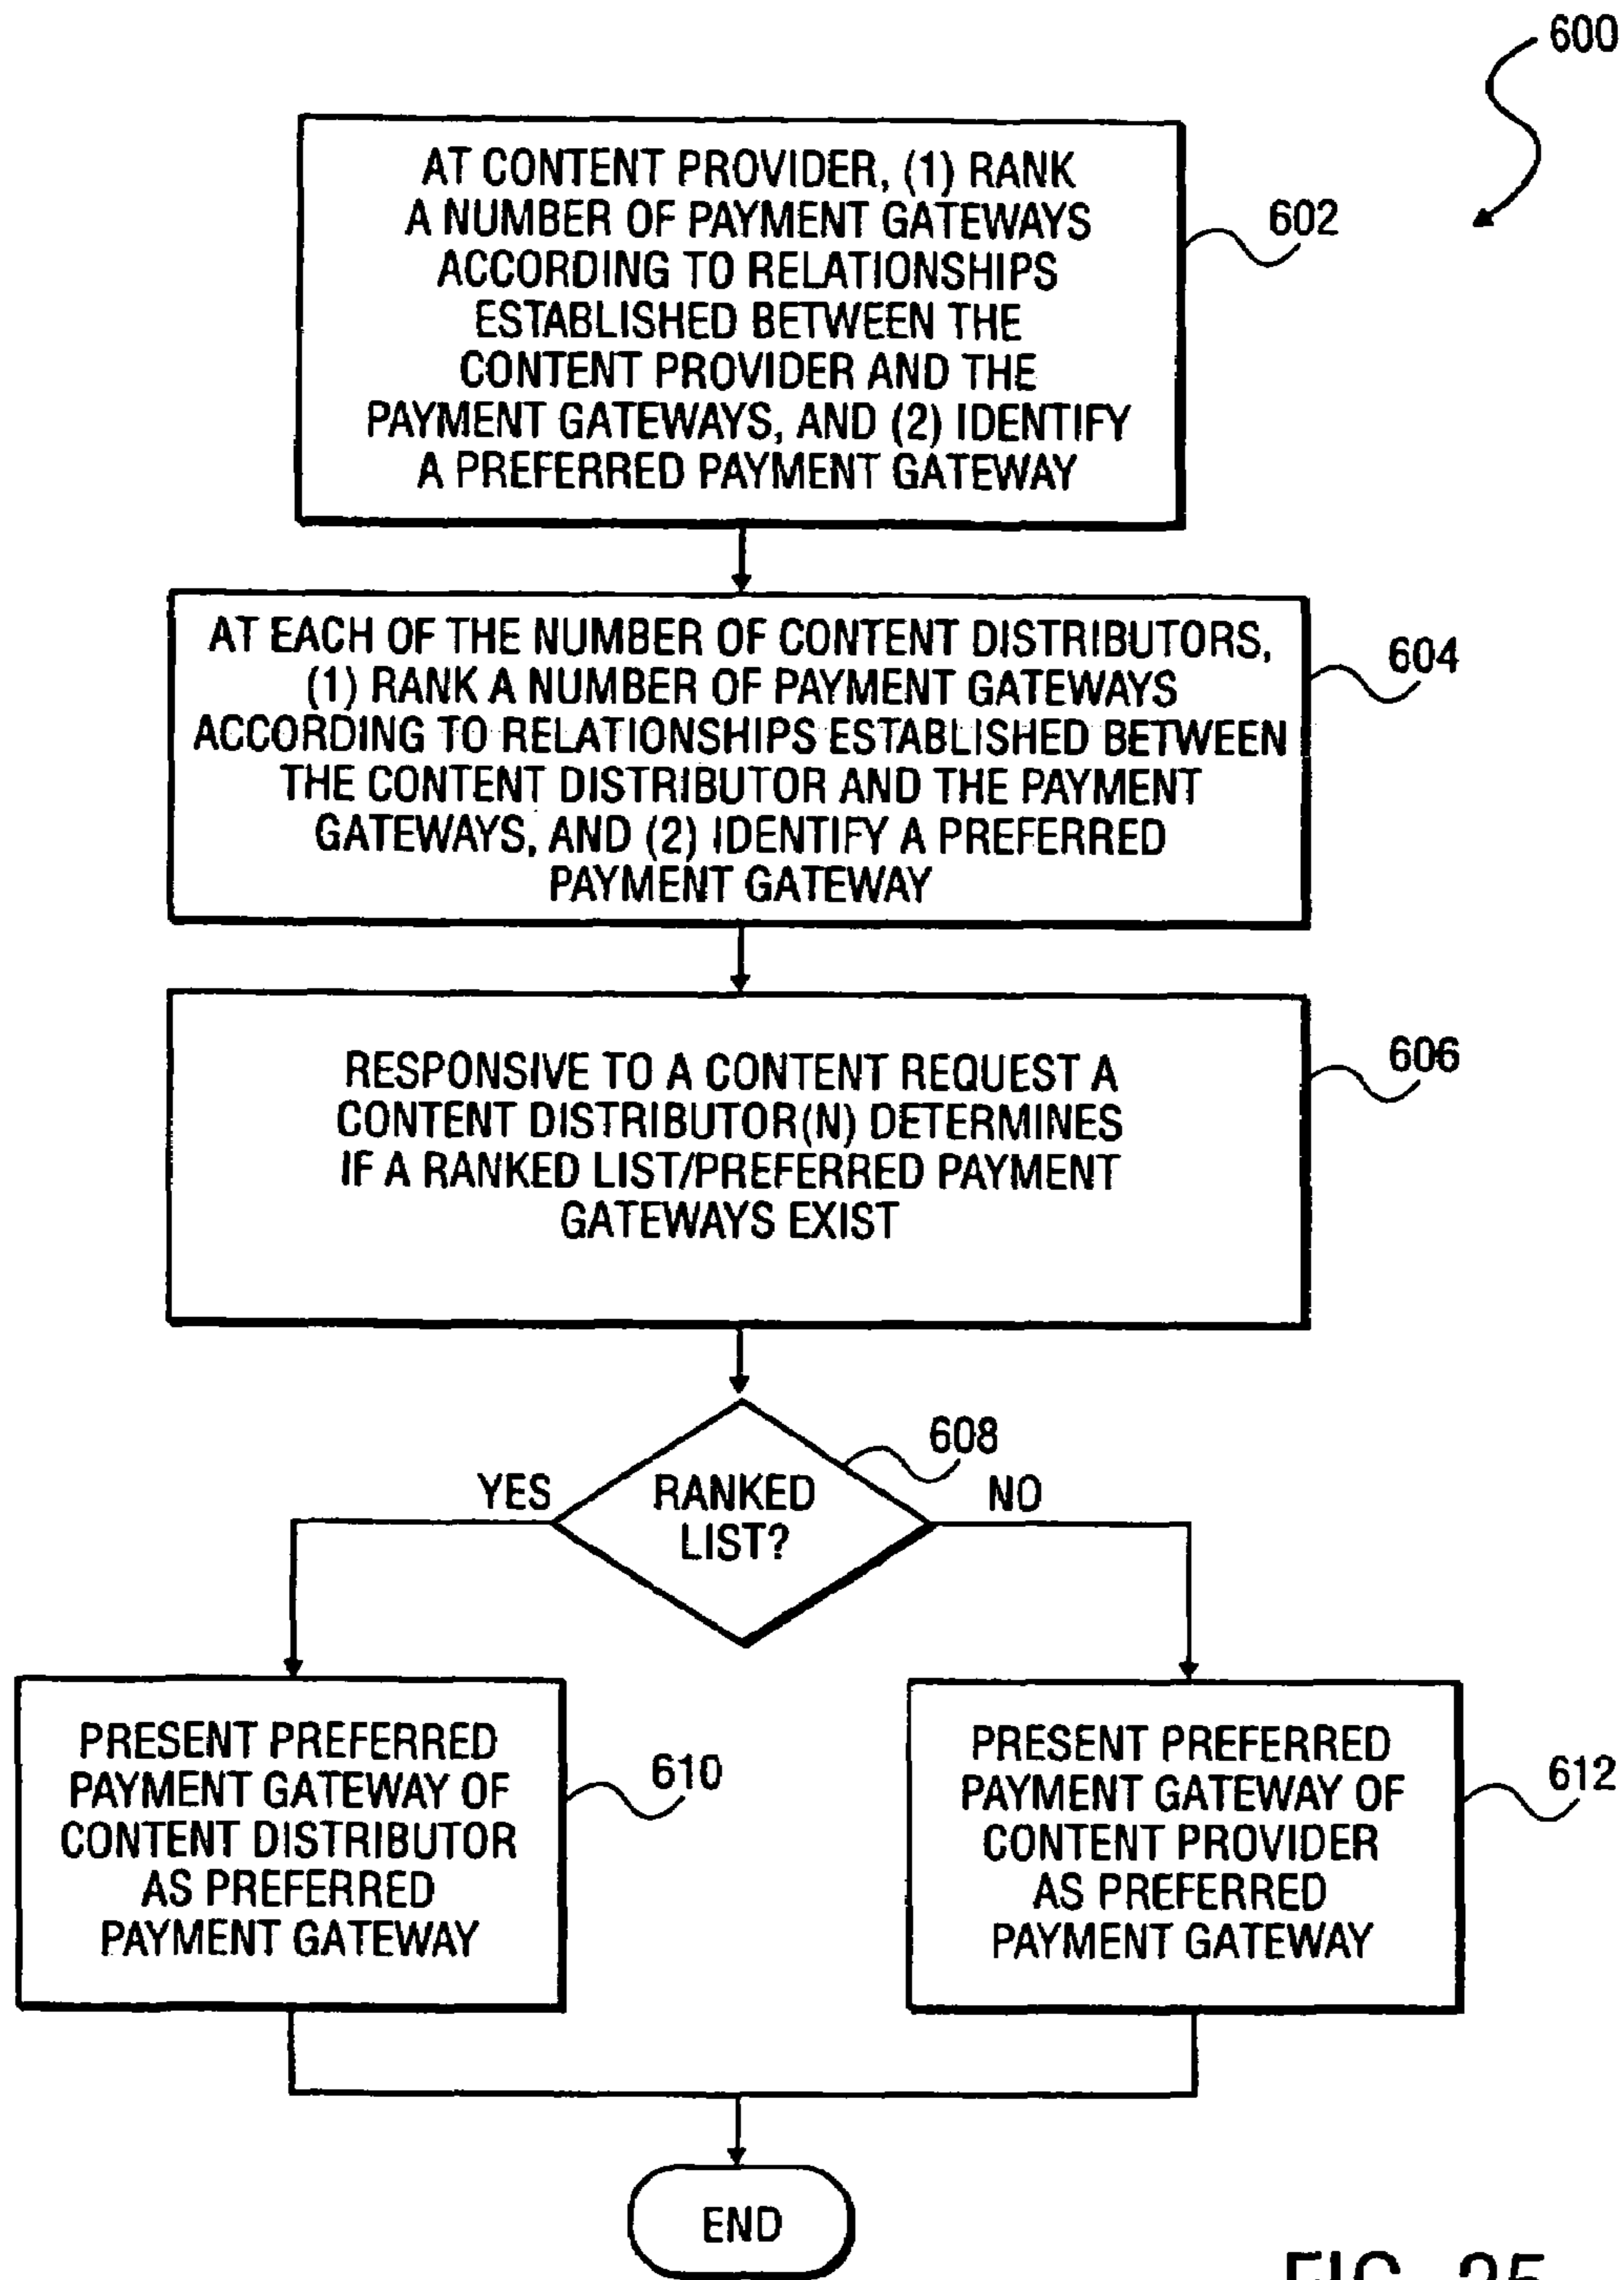 600
AT CONTENT PROVIDER, (1) RANK
A NUMBER OF PAYMENT GATEWAYS
ACCORDING TO RELATIONSHIPS
ESTABLISHED BETWEEN THE
CONTENT PROVIDER AND THE
PAYMENT GATEWAYS, AND (2) IDENTIFY
A PREFERRED PAYMENT GATEWAY
602
AT EACH OF THE NUMBER OF CONTENT DISTRIBUTORS,
(1) RANK A NUMBER OF PAYMENT GATEWAYS
ACCORDING TO RELATIONSHIPS ESTABLISHED BETWEEN
THE CONTENT DISTRIBUTOR AND THE PAYMENT
GATEWAYS, AND (2) IDENTIFY A PREFERRED
PAYMENT GATEWAY
604
RESPONSIVE TO A CONTENT REQUEST A
CONTENT DISTRIBUTOR(N) DETERMINES
IF A RANKED LIST/PREFERRED PAYMENT
GATEWAYS EXIST
606
608
YES
RANKED
LIST?
NO
PRESENT PREFERRED
PAYMENT GATEWAY OF
CONTENT DISTRIBUTOR
AS PREFERRED
PAYMENT GATEWAY
610
PRESENT PREFERRED
PAYMENT GATEWAY OF
CONTENT PROVIDER
AS PREFERRED
PAYMENT GATEWAY
612
END
FIG. 25